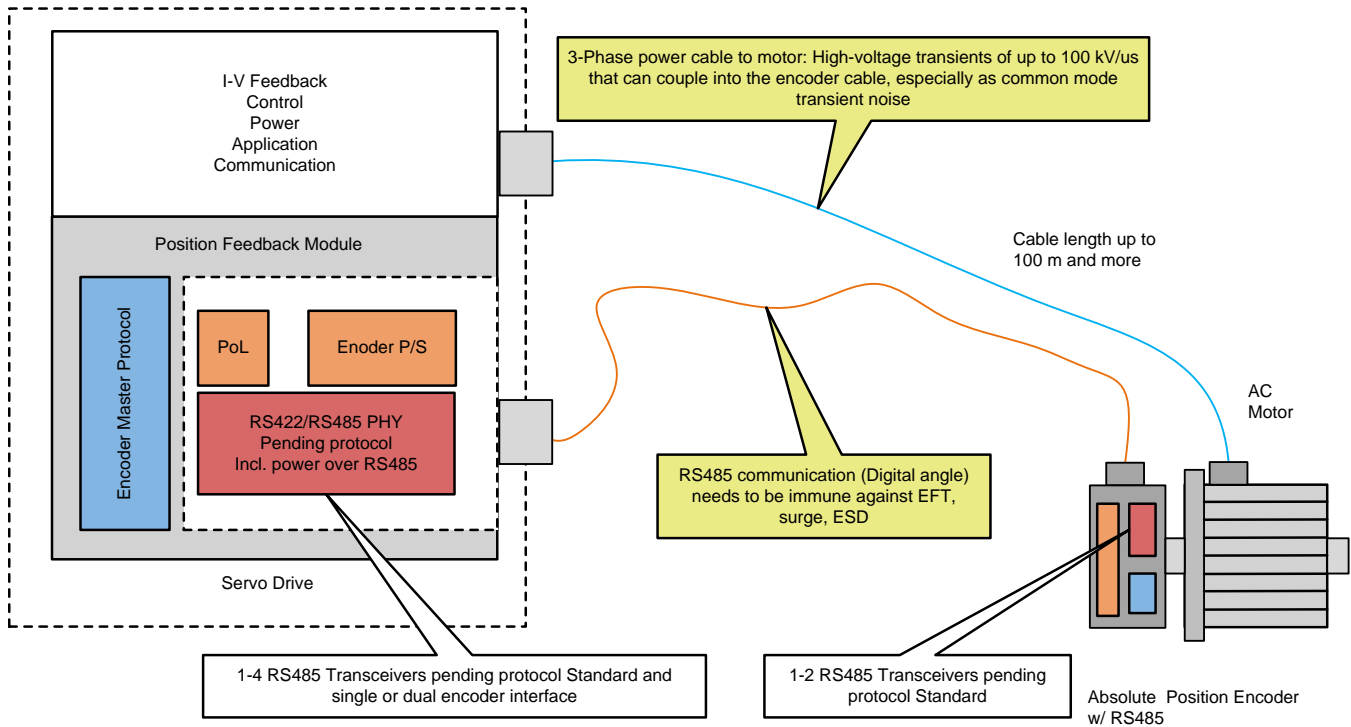 I-V Feedback
Control
Power
Application
Communication
3-Phase power cable to motor: High-voltage transients of up to 100 kV/us
that can couple into the encoder cable, especially as common mode
transient noise
Position Feedback Module
Cable length up to
100 m and more
Encoder Master Protocol
PoL
Enoder P/S
RS422/RS485 PHY
Pending protocol
Incl. power over RS485
AC
Motor
RS485 communication (Digital angle)
needs to be immune against EFT,
surge, ESD
Servo Drive
1-4 RS485 Transceivers pending protocol Standard and
single or dual encoder interface
1-2 RS485 Transceivers pending
protocol Standard
Absolute Position Encoder
w/ RS485